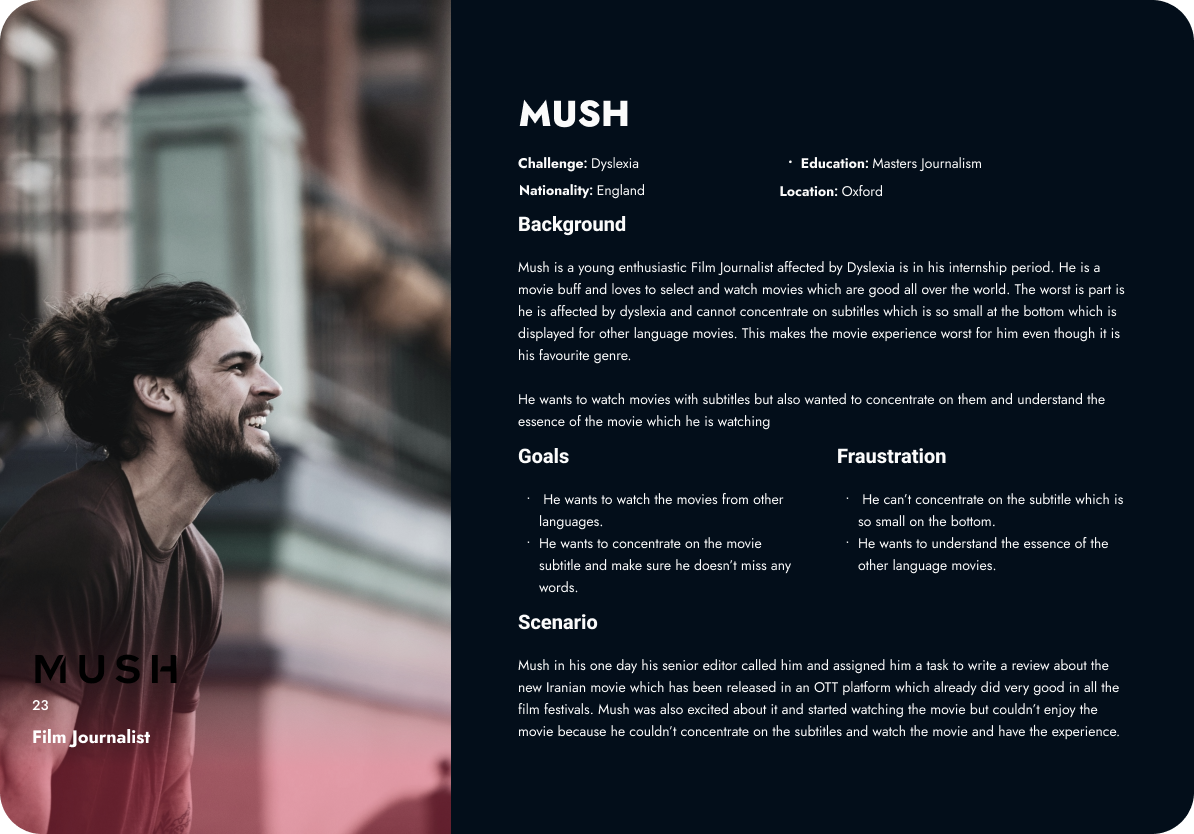 MUSH
23
Film Journalist
MUSH
Challenge: Dyslexia
· Education: Masters Journalism
Nationality: England
Location: Oxford
Background
Mush is a young enthusiastic Film Journalist affected by Dyslexia is in his internship period. He is a
movie buff and loves to select and watch movies which are good all over the world. The worst is part is
he is affected by dyslexia and cannot concentrate on subtitles which is so small at the bottom which is
displayed for other language movies. This makes the movie experience worst for him even though it is
his favourite genre.
He wants to watch movies with subtitles but also wanted to concentrate on them and understand the
essence of the movie which he is watching
Goals
· He wants to watch the movies from other
languages.
· He wants to concentrate on the movie
subtitle and make sure he doesn't miss any
words.
Fraustration
· He can't concentrate on the subtitle which is
so small on the bottom.
· He wants to understand the essence of the
other language movies.
Scenario
Mush in his one day his senior editor called him and assigned him a task to write a review about the
new Iranian movie which has been released in an OTT platform which already did very good in all the
film festivals. Mush was also excited about it and started watching the movie but couldn't enjoy the
movie because he couldn't concentrate on the subtitles and watch the movie and have the experience.